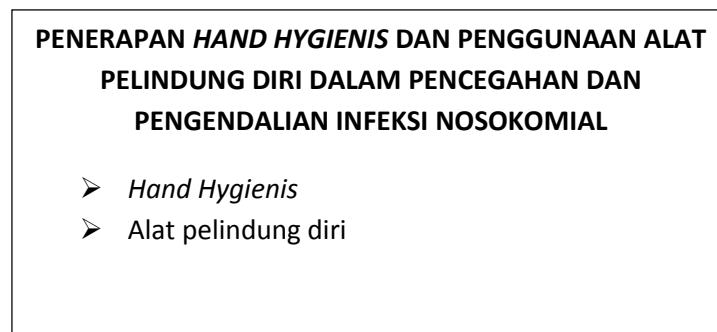 PENERAPAN HAND HYGIENIS DAN PENGGUNAAN ALAT
PELINDUNG DIRI DALAM PENCEGAHAN DAN
PENGENDALIAN INFEKSI NOSOKOMIAL
➢ Hand Hygienis
➢ Alat pelindung diri